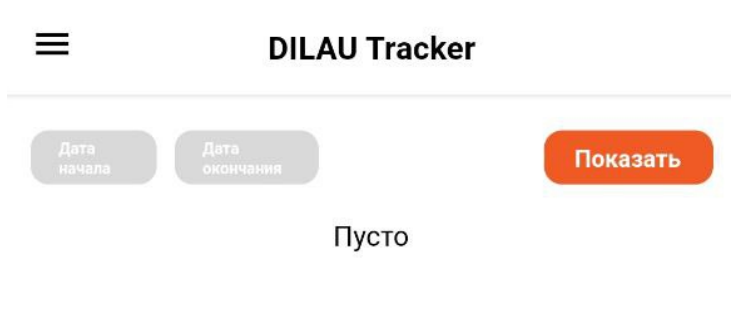 DILAU Tracker
Дата
начала
Дата
окончания
Показать
Пусто